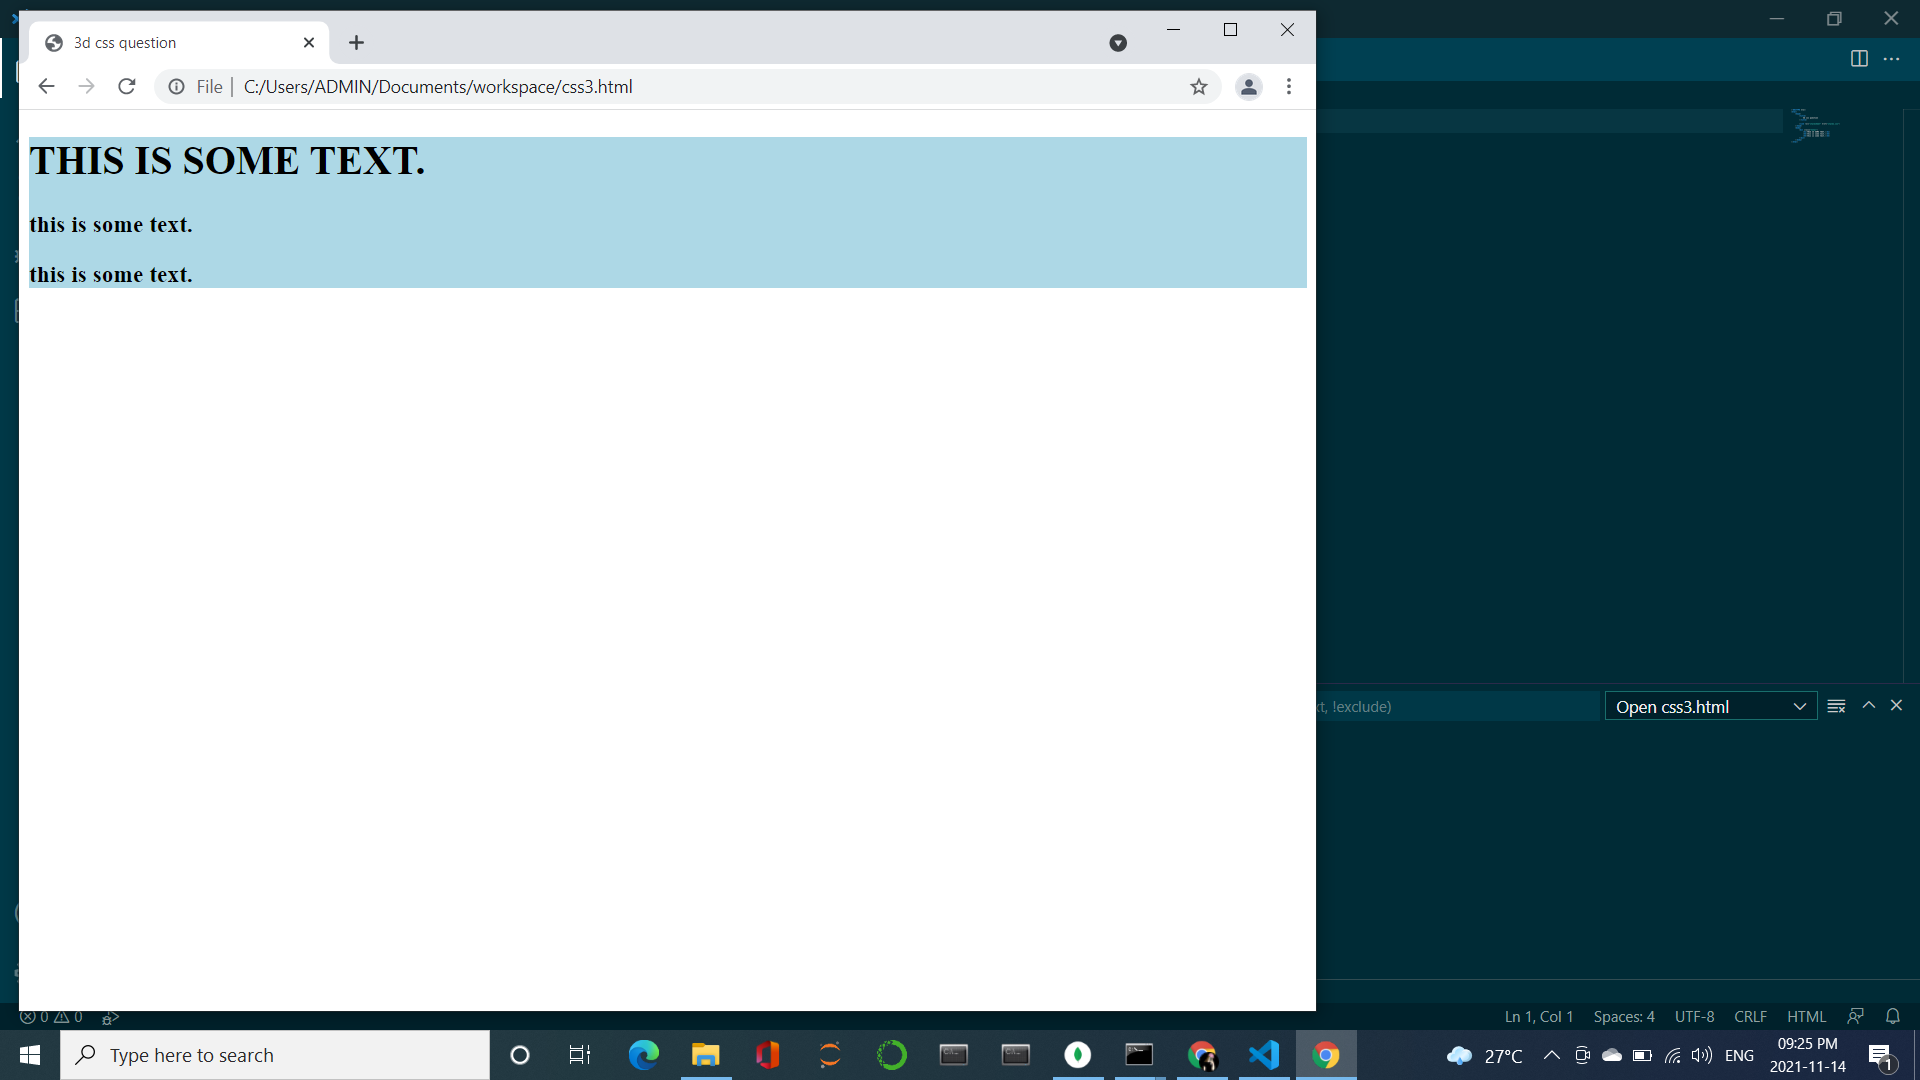 3d css question
File
C:/Users/ADMIN/Documents/workspace/css3.html
THIS IS SOME TEXT.
this is some text.
this is some text.
xt, !exclude)
Open css3.html
0 0
Ln 1, Col 1
Spaces: 4
UTF-8
CRLF
HTML
Type here to search
27°C
ENG
09:25 PM
2021-11-14
1